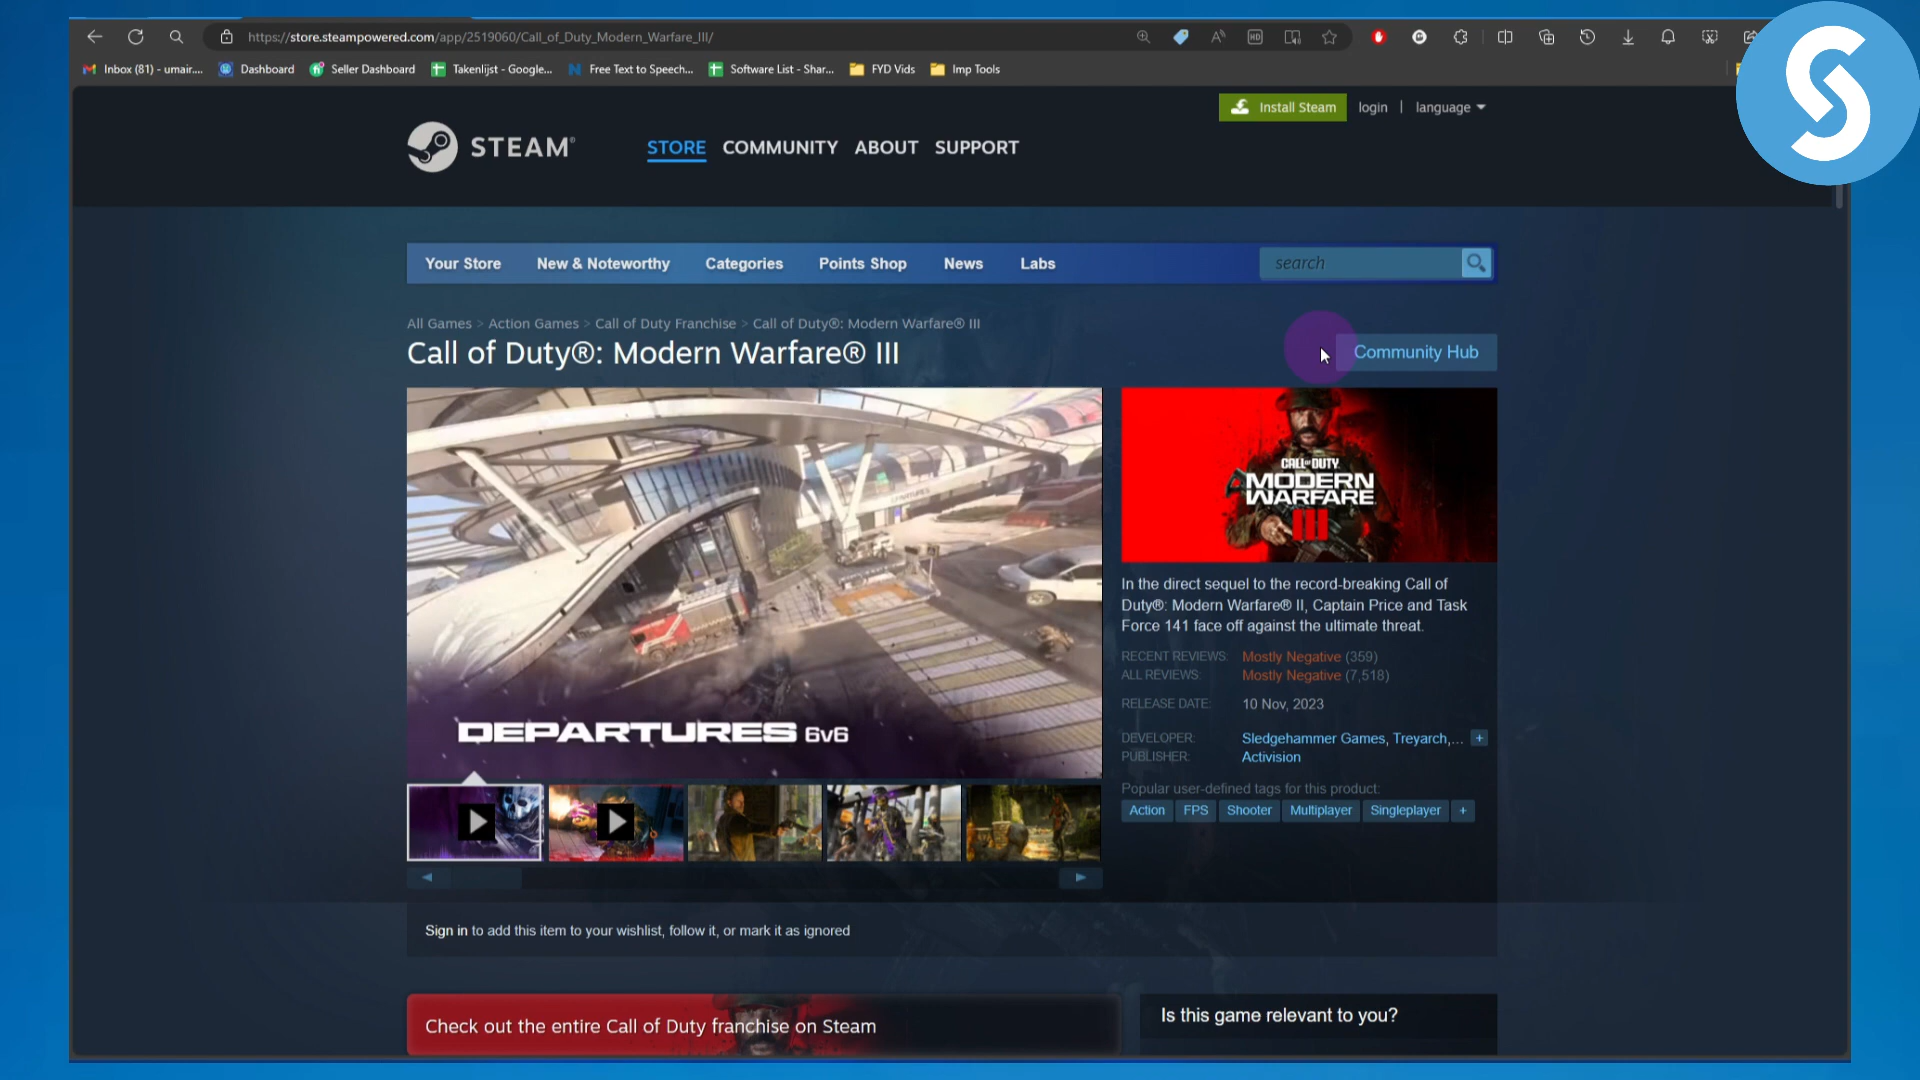 https://store.steampowered.com/app/2519060/Call_of_Duty_Modern_Warfare_III/
Inbox (81) - umair.... Dashboard Seller Dashboard Takenlijst - Google... Free Text to Speech... Software List - Shar... FYD Vids Imp Tools
Install Steam login | language
STEAM® STORE COMMUNITY ABOUT SUPPORT
Your Store New & Noteworthy Categories Points Shop News Labs search
All Games > Action Games > Call of Duty Franchise > Call of Duty®: Modern Warfare® III
Call of Duty®: Modern Warfare® III
Community Hub
DEPARTURES
CALL OF DUTY
MODERN
WARFARE
III
In the direct sequel to the record-breaking Call of
Duty®: Modern Warfare® II, Captain Price and Task
Force 141 face off against the ultimate threat.
RECENT REVIEWS: Mostly Negative (359)
ALL REVIEWS: Mostly Negative (7,518)
RELEASE DATE: 10 Nov, 2023
DEPARTURES 6v6
DEVELOPER: Sledgehammer Games, Treyarch,... +
PUBLISHER: Activision
Popular user-defined tags for this product:
Action FPS Shooter Multiplayer Singleplayer +
Sign in to add this item to your wishlist, follow it, or mark it as ignored
Check out the entire Call of Duty franchise on Steam
Is this game relevant to you?